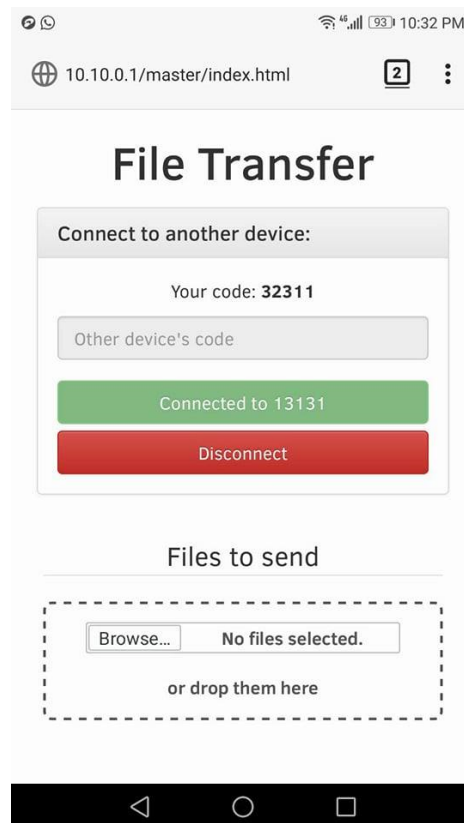 46 93 10:32 PM
10.10.0.1/master/index.html 2
File Transfer
Connect to another device:
Your code: 32311
Other device's code
Connected to 13131
Disconnect
Files to send
Browse... No files selected.
or drop them here